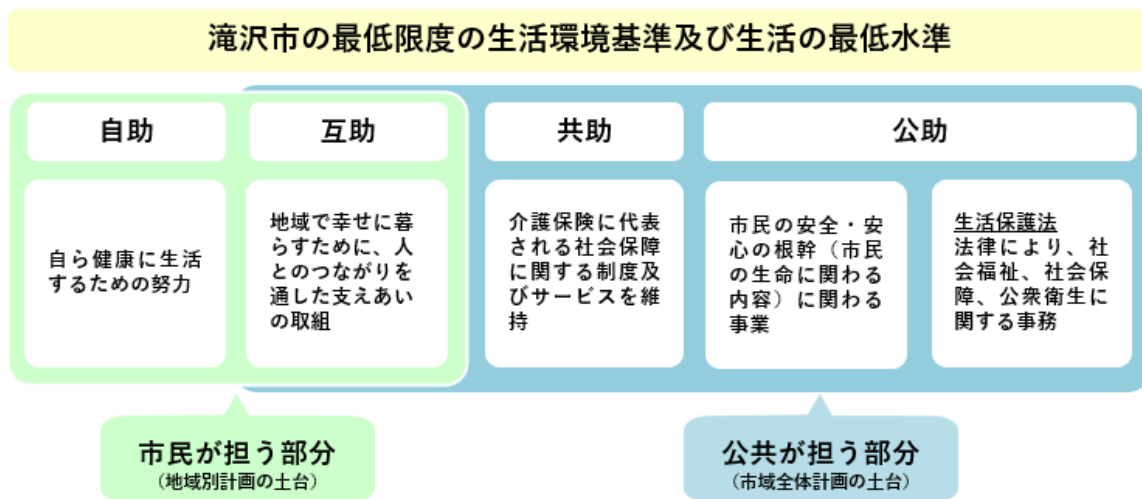 滝沢市の最低限度の生活環境基準及び生活の最低水準
自助
互助
共助
公助
自ら健康に生活
するための努力
地域で幸せに暮
らすために、人
とのつながりを
通した支えあい
の取組
介護保険に代表
される社会保障
に関する制度及
びサービスを維
持
市民の安全・安
心の根幹（市民
の生命に関わる
内容）に関わる
事業
生活保護法
法律により、社
会福祉、社会保
障、公衆衛生に
関する事務
市民が担う部分
（地域別計画の土台）
公共が担う部分
（市域全体計画の土台）